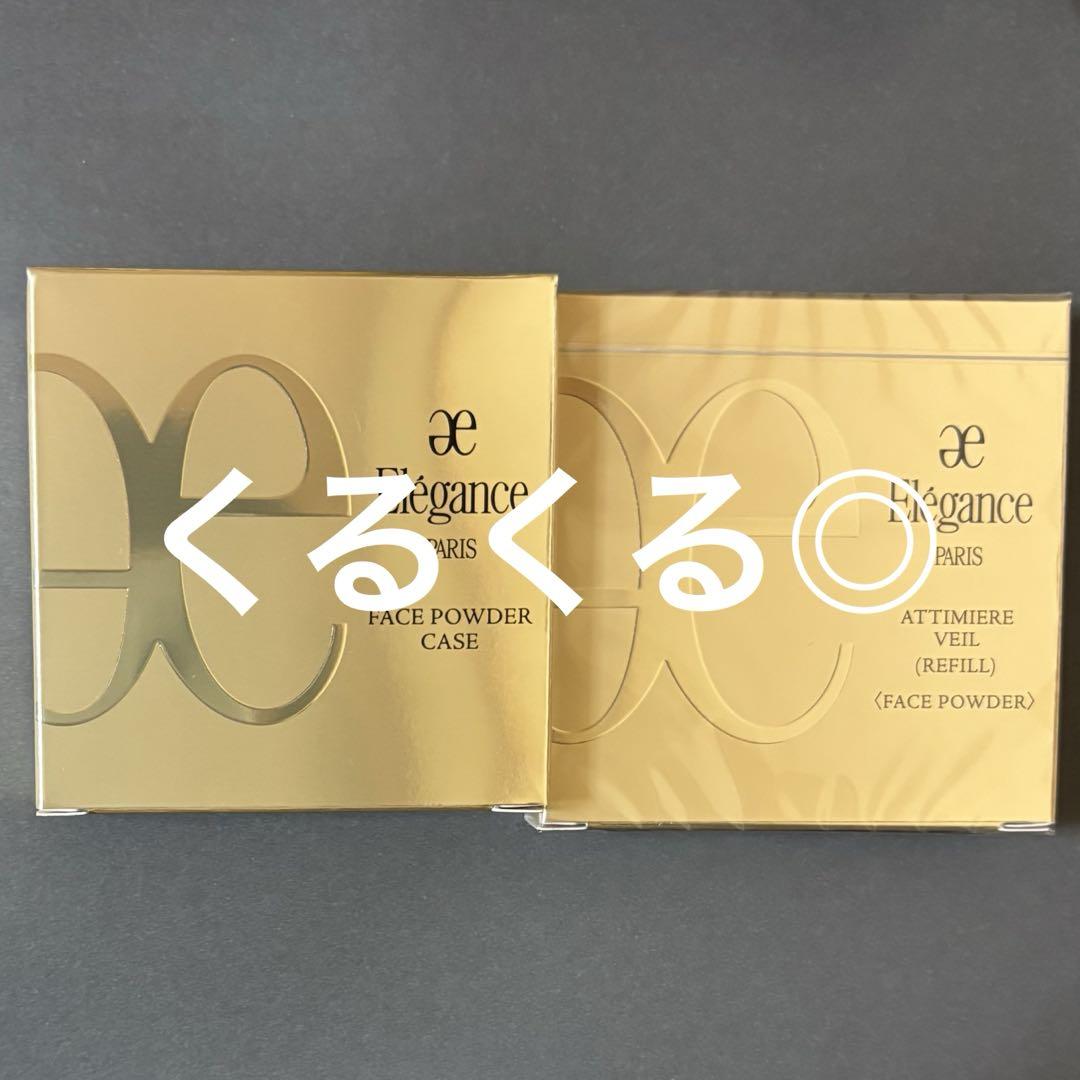 æ
Elégance
PARIS
FACE POWDER
CASE
æ
Elégance
PARIS
ATTIMIERE
VEIL
(REFILL)
〈FACE POWDER〉
くるくる◎